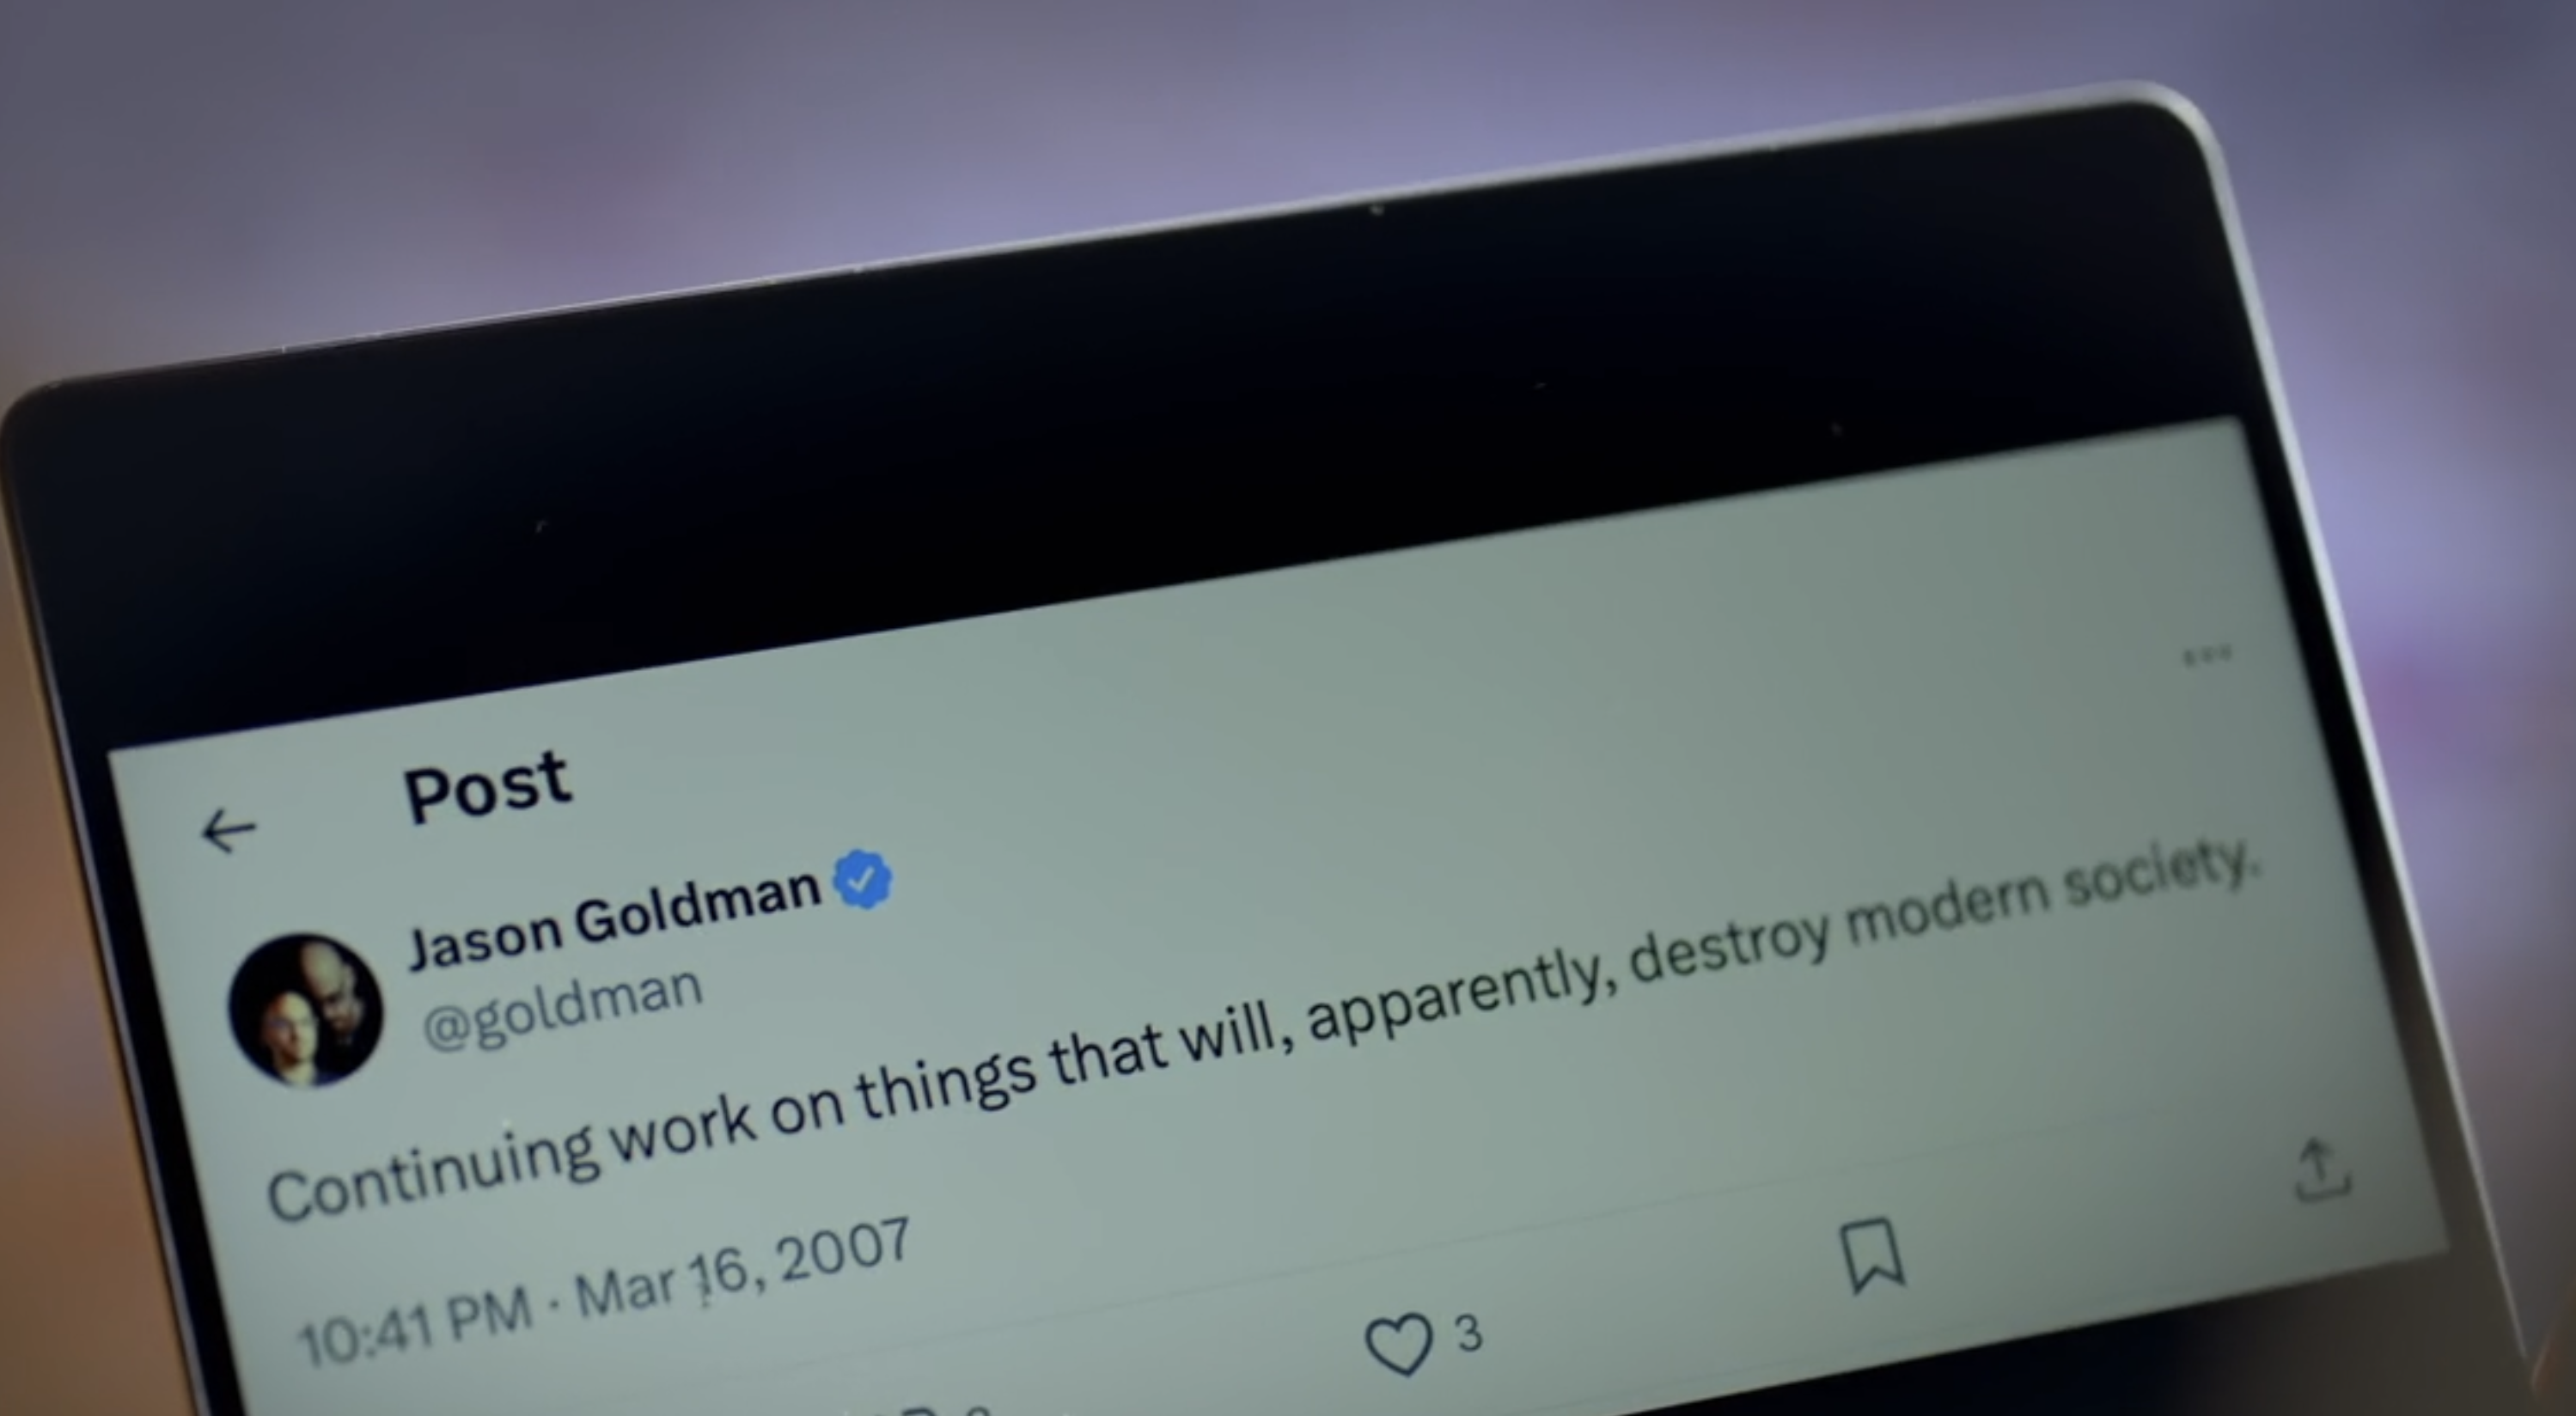 Post
Jason Goldman
@goldman
Continuing work on things that will, apparently, destroy modern society.
10:41 PM · Mar 16, 2007
3